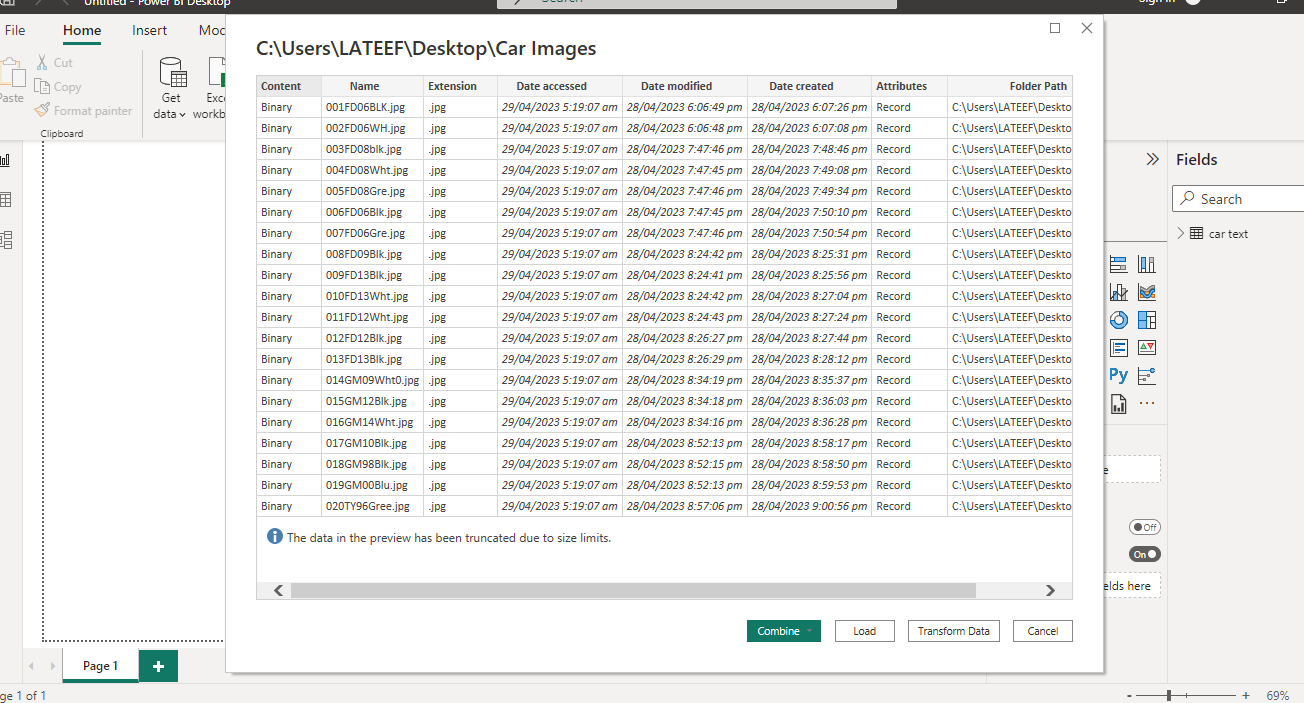 Untitled - Power BI Desktop
Search
Sign in
File Home Insert
C:\Users\LATEEF\Desktop\Car Images
Cut
Copy
Format painter
Paste
Get data
Clipboard
Content Name Extension Date accessed Date modified Date created Attributes Folder Path
Binary 001FD06BLK.jpg .jpg 29/04/2023 5:19:07 am 28/04/2023 6:06:49 pm 28/04/2023 6:07:26 pm Record C:\Users\LATEEF\Deskto
Binary 002FD06WH.jpg .jpg 29/04/2023 5:19:07 am 28/04/2023 6:06:48 pm 28/04/2023 6:07:08 pm Record C:\Users\LATEEF\Deskto
Binary 003FD08blk.jpg .jpg 29/04/2023 5:19:07 am 28/04/2023 7:47:46 pm 28/04/2023 7:48:46 pm Record C:\Users\LATEEF\Deskto
Binary 004FD08Wht.jpg .jpg 29/04/2023 5:19:07 am 28/04/2023 7:47:45 pm 28/04/2023 7:49:08 pm Record C:\Users\LATEEF\Deskto
Binary 005FD08Gre.jpg .jpg 29/04/2023 5:19:07 am 28/04/2023 7:47:46 pm 28/04/2023 7:49:34 pm Record C:\Users\LATEEF\Deskto
Binary 006FD06Blk.jpg .jpg 29/04/2023 5:19:07 am 28/04/2023 7:47:45 pm 28/04/2023 7:50:10 pm Record C:\Users\LATEEF\Deskto
Binary 007FD06Gre.jpg .jpg 29/04/2023 5:19:07 am 28/04/2023 7:47:46 pm 28/04/2023 7:50:54 pm Record C:\Users\LATEEF\Deskto
Binary 008FD09Blk.jpg .jpg 29/04/2023 5:19:07 am 28/04/2023 8:24:42 pm 28/04/2023 8:25:31 pm Record C:\Users\LATEEF\Deskto
Binary 009FD13Blk.jpg .jpg 29/04/2023 5:19:07 am 28/04/2023 8:24:41 pm 28/04/2023 8:25:56 pm Record C:\Users\LATEEF\Deskto
Binary 010FD13Wht.jpg .jpg 29/04/2023 5:19:07 am 28/04/2023 8:24:42 pm 28/04/2023 8:27:04 pm Record C:\Users\LATEEF\Deskto
Binary 011FD12Wht.jpg .jpg 29/04/2023 5:19:07 am 28/04/2023 8:24:43 pm 28/04/2023 8:27:24 pm Record C:\Users\LATEEF\Deskto
Binary 012FD12Blk.jpg .jpg 29/04/2023 5:19:07 am 28/04/2023 8:26:27 pm 28/04/2023 8:27:44 pm Record C:\Users\LATEEF\Deskto
Binary 013FD13Blk.jpg .jpg 29/04/2023 5:19:07 am 28/04/2023 8:26:29 pm 28/04/2023 8:28:12 pm Record C:\Users\LATEEF\Deskto
Binary 014GM09Wht0.jpg .jpg 29/04/2023 5:19:07 am 28/04/2023 8:34:19 pm 28/04/2023 8:35:37 pm Record C:\Users\LATEEF\Deskto
Binary 015GM12Blk.jpg .jpg 29/04/2023 5:19:07 am 28/04/2023 8:34:18 pm 28/04/2023 8:36:03 pm Record C:\Users\LATEEF\Deskto
Binary 016GM14Wht.jpg .jpg 29/04/2023 5:19:07 am 28/04/2023 8:34:16 pm 28/04/2023 8:36:28 pm Record C:\Users\LATEEF\Deskto
Binary 017GM10Blk.jpg .jpg 29/04/2023 5:19:07 am 28/04/2023 8:52:13 pm 28/04/2023 8:58:17 pm Record C:\Users\LATEEF\Deskto
Binary 018GM98Blk.jpg .jpg 29/04/2023 5:19:07 am 28/04/2023 8:52:15 pm 28/04/2023 8:58:50 pm Record C:\Users\LATEEF\Deskto
Binary 019GM00Blu.jpg .jpg 29/04/2023 5:19:07 am 28/04/2023 8:52:13 pm 28/04/2023 8:59:53 pm Record C:\Users\LATEEF\Deskto
Binary 020TY96Gree.jpg .jpg 29/04/2023 5:19:07 am 28/04/2023 8:57:06 pm 28/04/2023 9:00:56 pm Record C:\Users\LATEEF\Deskto
The data in the preview has been truncated due to size limits.
Combine Load Transform Data Cancel
Fields
Search
car text
Py
Off
On
elds here
Page 1
ge 1 of 1
- + 69%